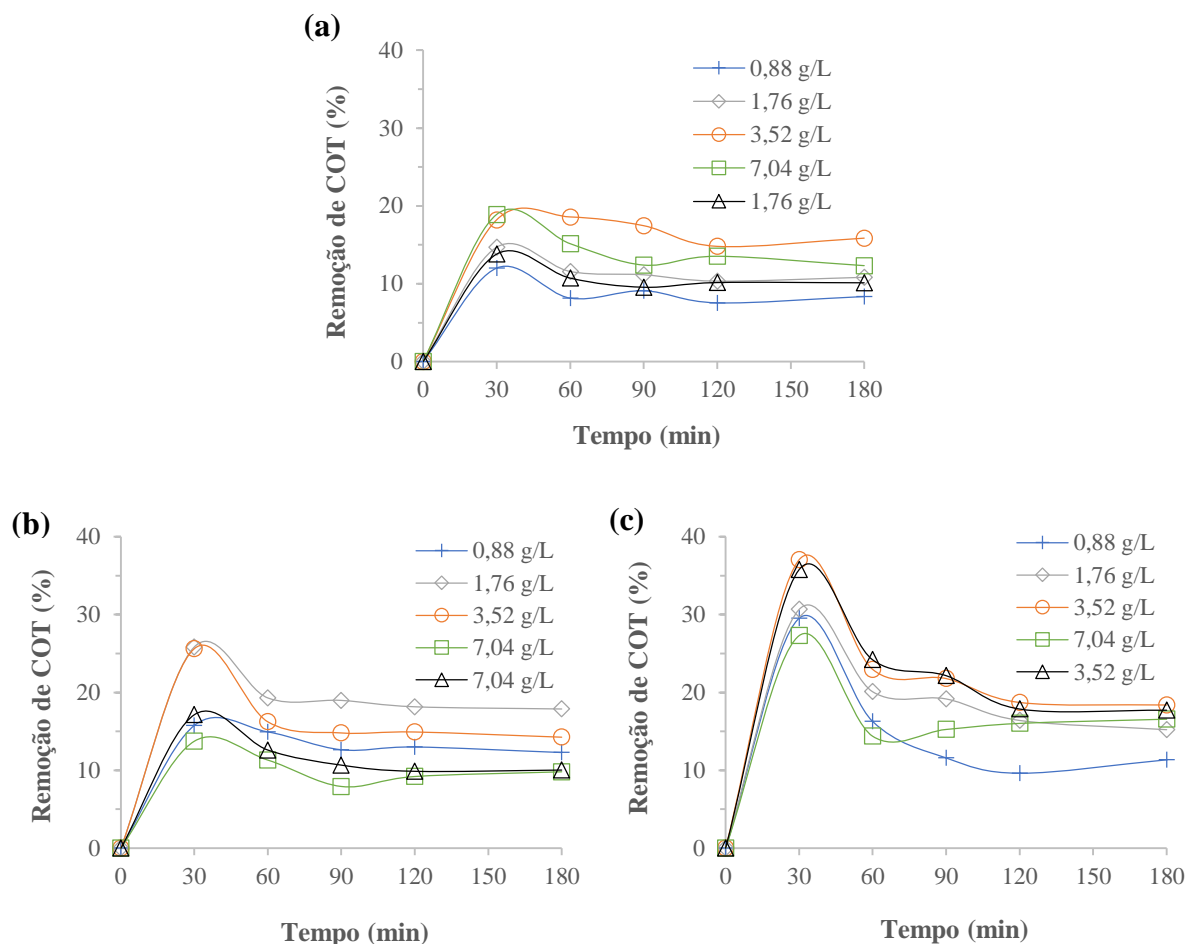 (a)
Remoção de COT (%)
40
30
20
10
0
0,88 g/L
1,76 g/L
3,52 g/L
7,04 g/L
1,76 g/L
0 30 60 90 120 150 180
Tempo (min)
(b)
Remoção de COT (%)
40
30
20
10
0
0,88 g/L
1,76 g/L
3,52 g/L
7,04 g/L
7,04 g/L
0 30 60 90 120 150 180
Tempo (min)
(c)
Remoção de COT (%)
40
30
20
10
0
0,88 g/L
1,76 g/L
3,52 g/L
7,04 g/L
3,52 g/L
0 30 60 90 120 150 180
Tempo (min)